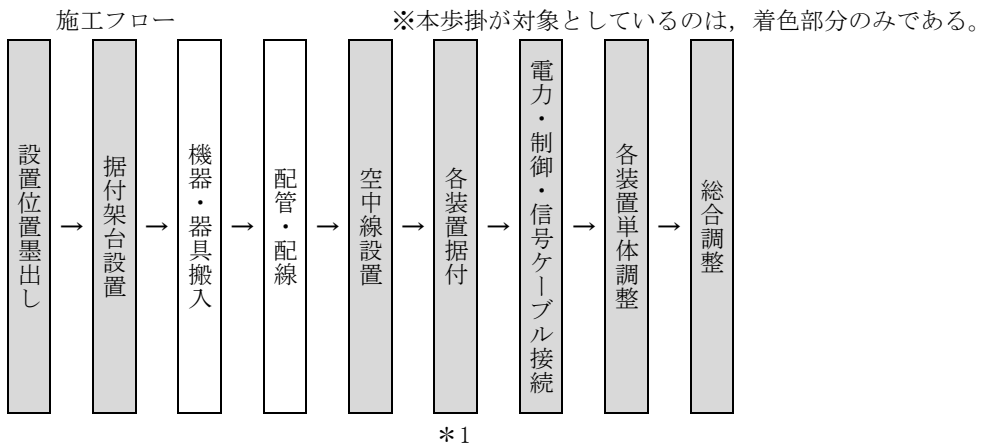 施工フロー
※本歩掛が対象としているのは，着色部分のみである。
設置位置墨出し
→
据付架台設置
→
機器・器具搬入
→
配管・配線
→
空中線設置
→
各装置据付
→
電力・制御・信号ケーブル接続
→
各装置単体調整
→
総合調整
＊1